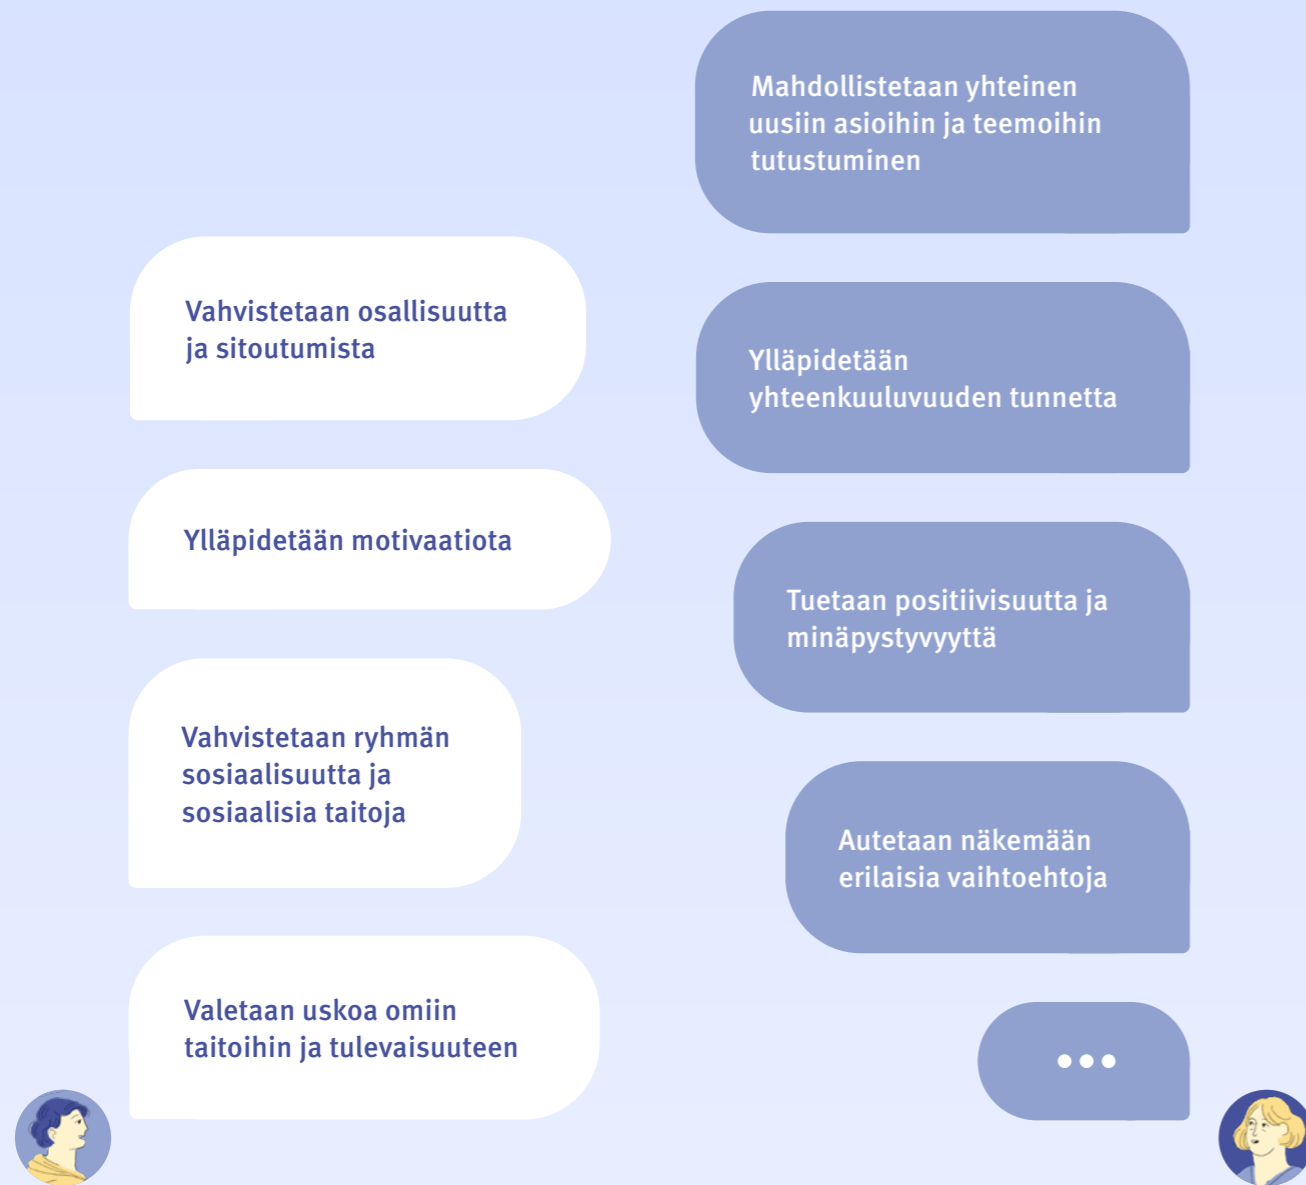 Mahdollistetaan yhteinen
uusiin asioihin ja teemoihin
tutustuminen
Vahvistetaan osallisuutta
ja sitoutumista
Ylläpidetään
yhteenkuuluvuuden tunnetta
Ylläpidetään motivaatiota
Tuetaan positiivisuutta ja
minäpystyvyyttä
Vahvistetaan ryhmän
sosiaalisuutta ja
sosiaalisia taitoja
Autetaan näkemään
erilaisia vaihtoehtoja
Valetaan uskoa omiin
taitoihin ja tulevaisuuteen
•••